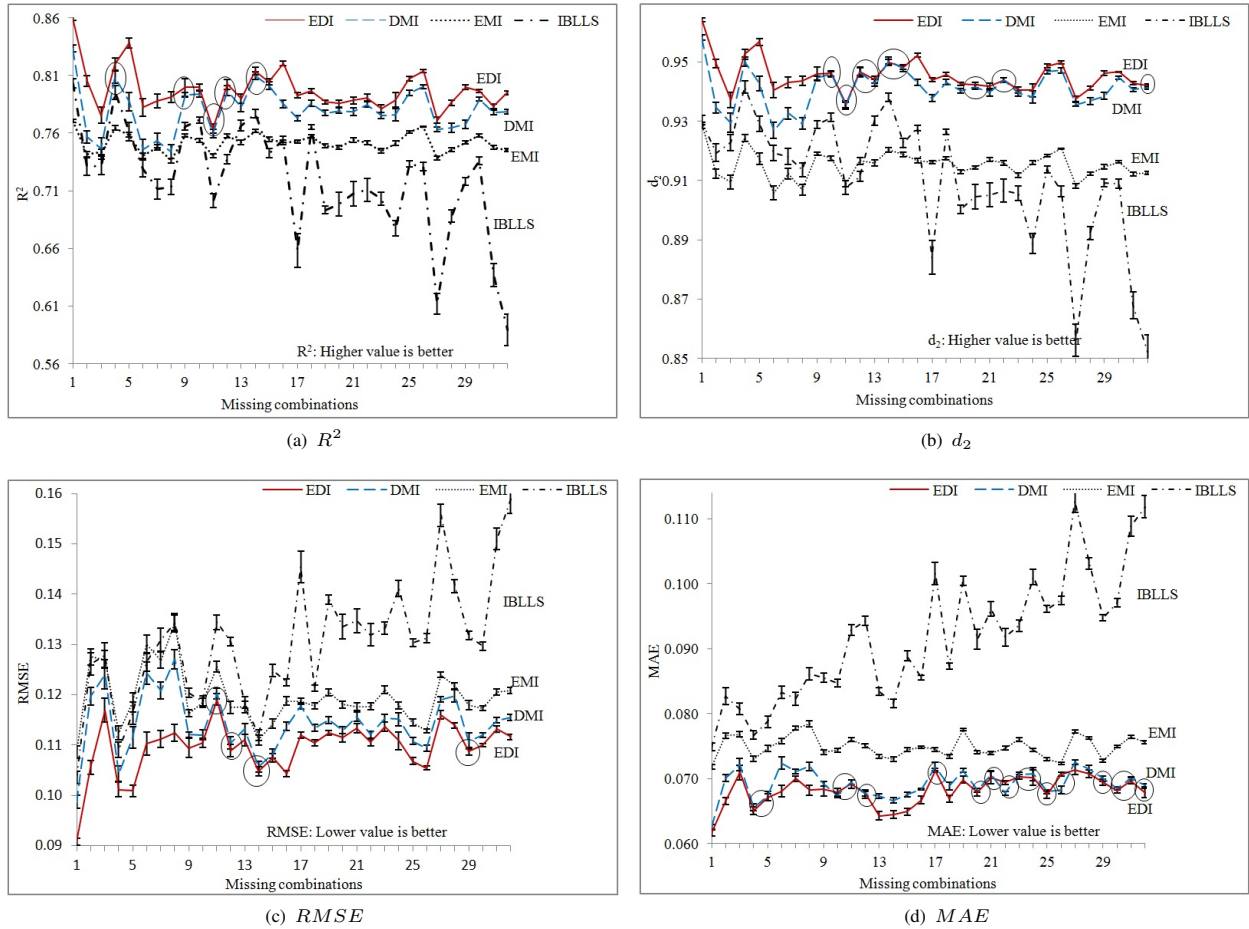 EDI DMI EMI IBLLS
0.86
0.81
0.76
0.71
0.66
0.61
0.56
R²
EDI
DMI
EMI
IBLLS
R²: Higher value is better
1 5 9 13 17 21 25 29
Missing combinations
(a) R²
EDI DMI EMI IBLLS
0.95
0.93
0.91
0.89
0.87
0.85
d₂
EDI
DMI
EMI
IBLLS
d₂: Higher value is better
1 5 9 13 17 21 25 29
Missing combinations
(b) d₂
EDI DMI EMI IBLLS
0.16
0.15
0.14
0.13
0.12
0.11
0.10
0.09
RMSE
IBLLS
EMI
DMI
EDI
RMSE: Lower value is better
1 5 9 13 17 21 25 29
Missing combinations
(c) RMSE
EDI DMI EMI IBLLS
0.110
0.100
0.090
0.080
0.070
0.060
MAE
IBLLS
EMI
DMI
EDI
MAE: Lower value is better
1 5 9 13 17 21 25 29
Missing combinations
(d) MAE